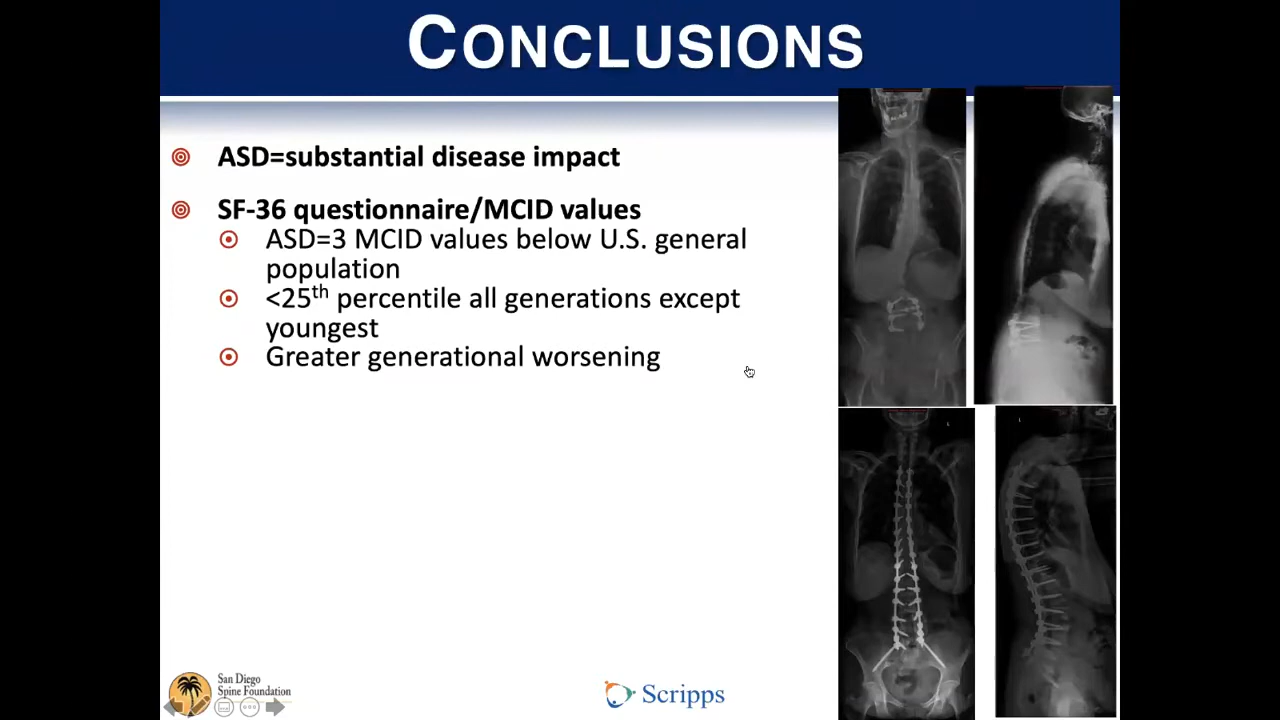 CONCLUSIONS
ASD=substantial disease impact
SF-36 questionnaire/MCID values
ASD=3 MCID values below U.S. general
population
<25th percentile all generations except
youngest
Greater generational worsening
San Diego
Spine Foundation
Scripps